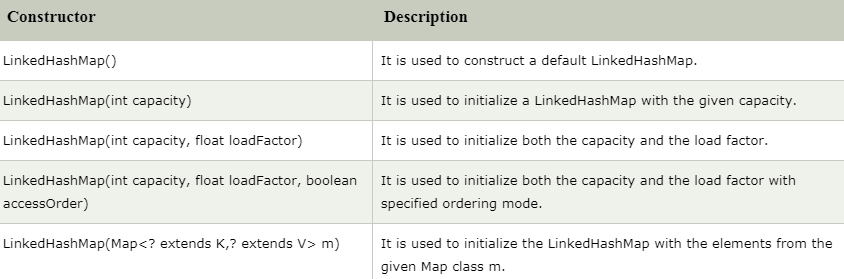 Constructor Description
LinkedHashMap() It is used to construct a default LinkedHashMap.
LinkedHashMap(int capacity) It is used to initialize a LinkedHashMap with the given capacity.
LinkedHashMap(int capacity, float loadFactor) It is used to initialize both the capacity and the load factor.
LinkedHashMap(int capacity, float loadFactor, boolean
accessOrder)
It is used to initialize both the capacity and the load factor with
specified ordering mode.
LinkedHashMap(Map<? extends K,? extends V> m)
It is used to initialize the LinkedHashMap with the elements from the
given Map class m.